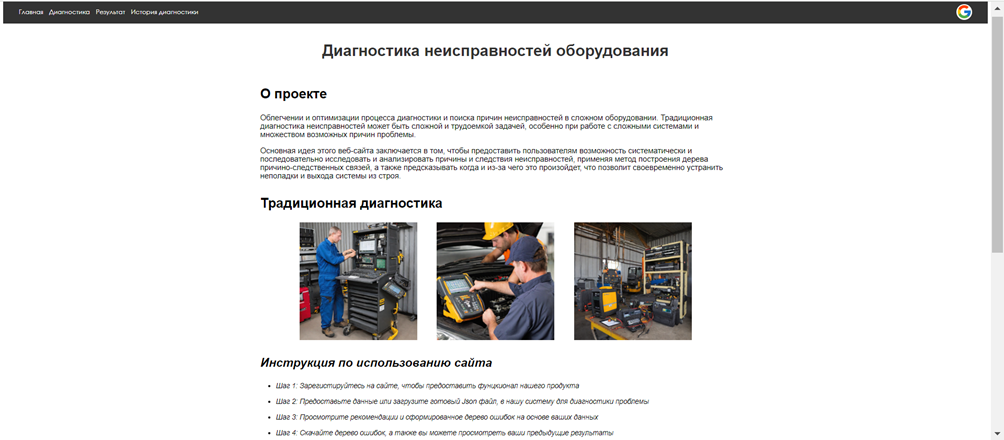 Главная Диагностика Результат История диагностики
Диагностика неисправностей оборудования
О проекте
Облегчении и оптимизации процесса диагностики и поиска причин неисправностей в сложном оборудовании. Традиционная
диагностика неисправностей может быть сложной и трудоемкой задачей, особенно при работе с сложными системами и
множеством возможных причин проблемы.
Основная идея этого веб-сайта заключается в том, чтобы предоставить пользователям возможность систематически и
последовательно исследовать и анализировать причины и следствия неисправностей, применяя метод построения дерева
причино-следственных связей, а также предсказывать когда и из-за чего это произойдет, что позволит своевременно устранить
неполадки и выхода системы из строя.
Традиционная диагностика
Инструкция по использованию сайта
Шаг 1: Зарегистируйтесь на сайте, чтобы предоставить фунцкионал нашего продукта
Шаг 2: Предоставьте данные или загрузите готовый Json файл, в нашу систему для диагностики проблемы
Шаг 3: Просмотрите рекомендации и сформированное дерево ошибок на основе ваших данных
Шаг 4: Скачайте дерево ошибок, а также вы можете просмотреть ваши предыдущие результаты